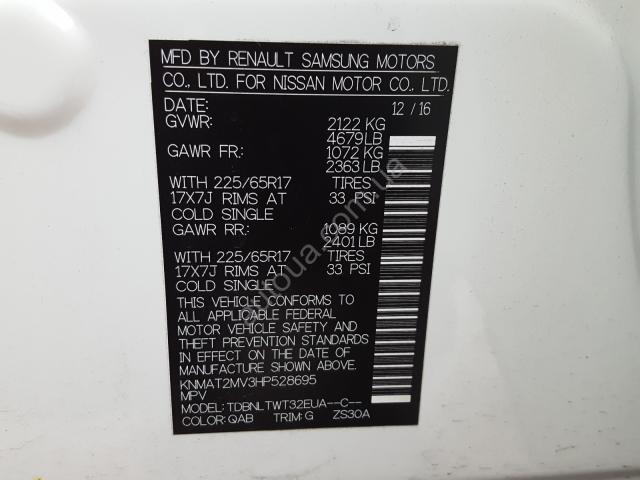 MFD BY RENAULT SAMSUNG MOTORS
CO., LTD. FOR NISSAN MOTOR CO., LTD.
DATE: 12 / 16
GVWR: 2122 KG
4679 LB
GAWR FR: 1072 KG
2363 LB
WITH 225/65R17 TIRES
17X7J RIMS AT 33 PSI
COLD SINGLE
GAWR RR: 1089 KG
2401 LB
WITH 225/65R17 TIRES
17X7J RIMS AT 33 PSI
COLD SINGLE
THIS VEHICLE CONFORMS TO
ALL APPLICABLE FEDERAL
MOTOR VEHICLE SAFETY AND
THEFT PREVENTION STANDARDS
IN EFFECT ON THE DATE OF
MANUFACTURE SHOWN ABOVE.
KNMAT2MV3HP528695
MPV
MODEL: TDBNLTWT32EUA--C--
COLOR: QAB TRIM: G ZS30A
autoua.com.ua